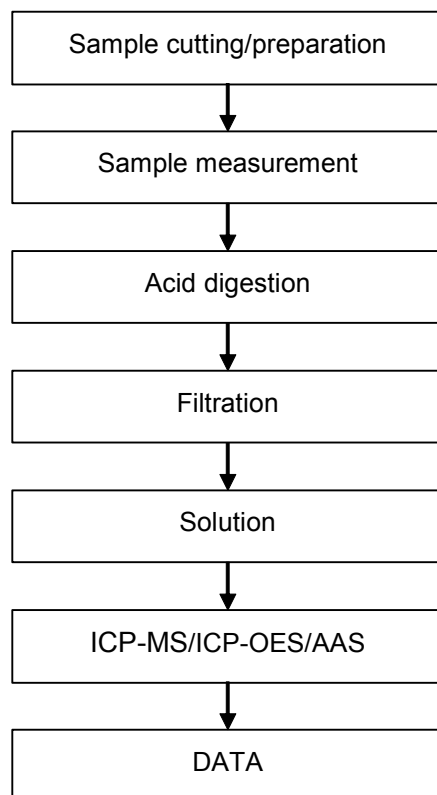 Sample cutting/preparation
Sample measurement
Acid digestion
Filtration
Solution
ICP-MS/ICP-OES/AAS
DATA